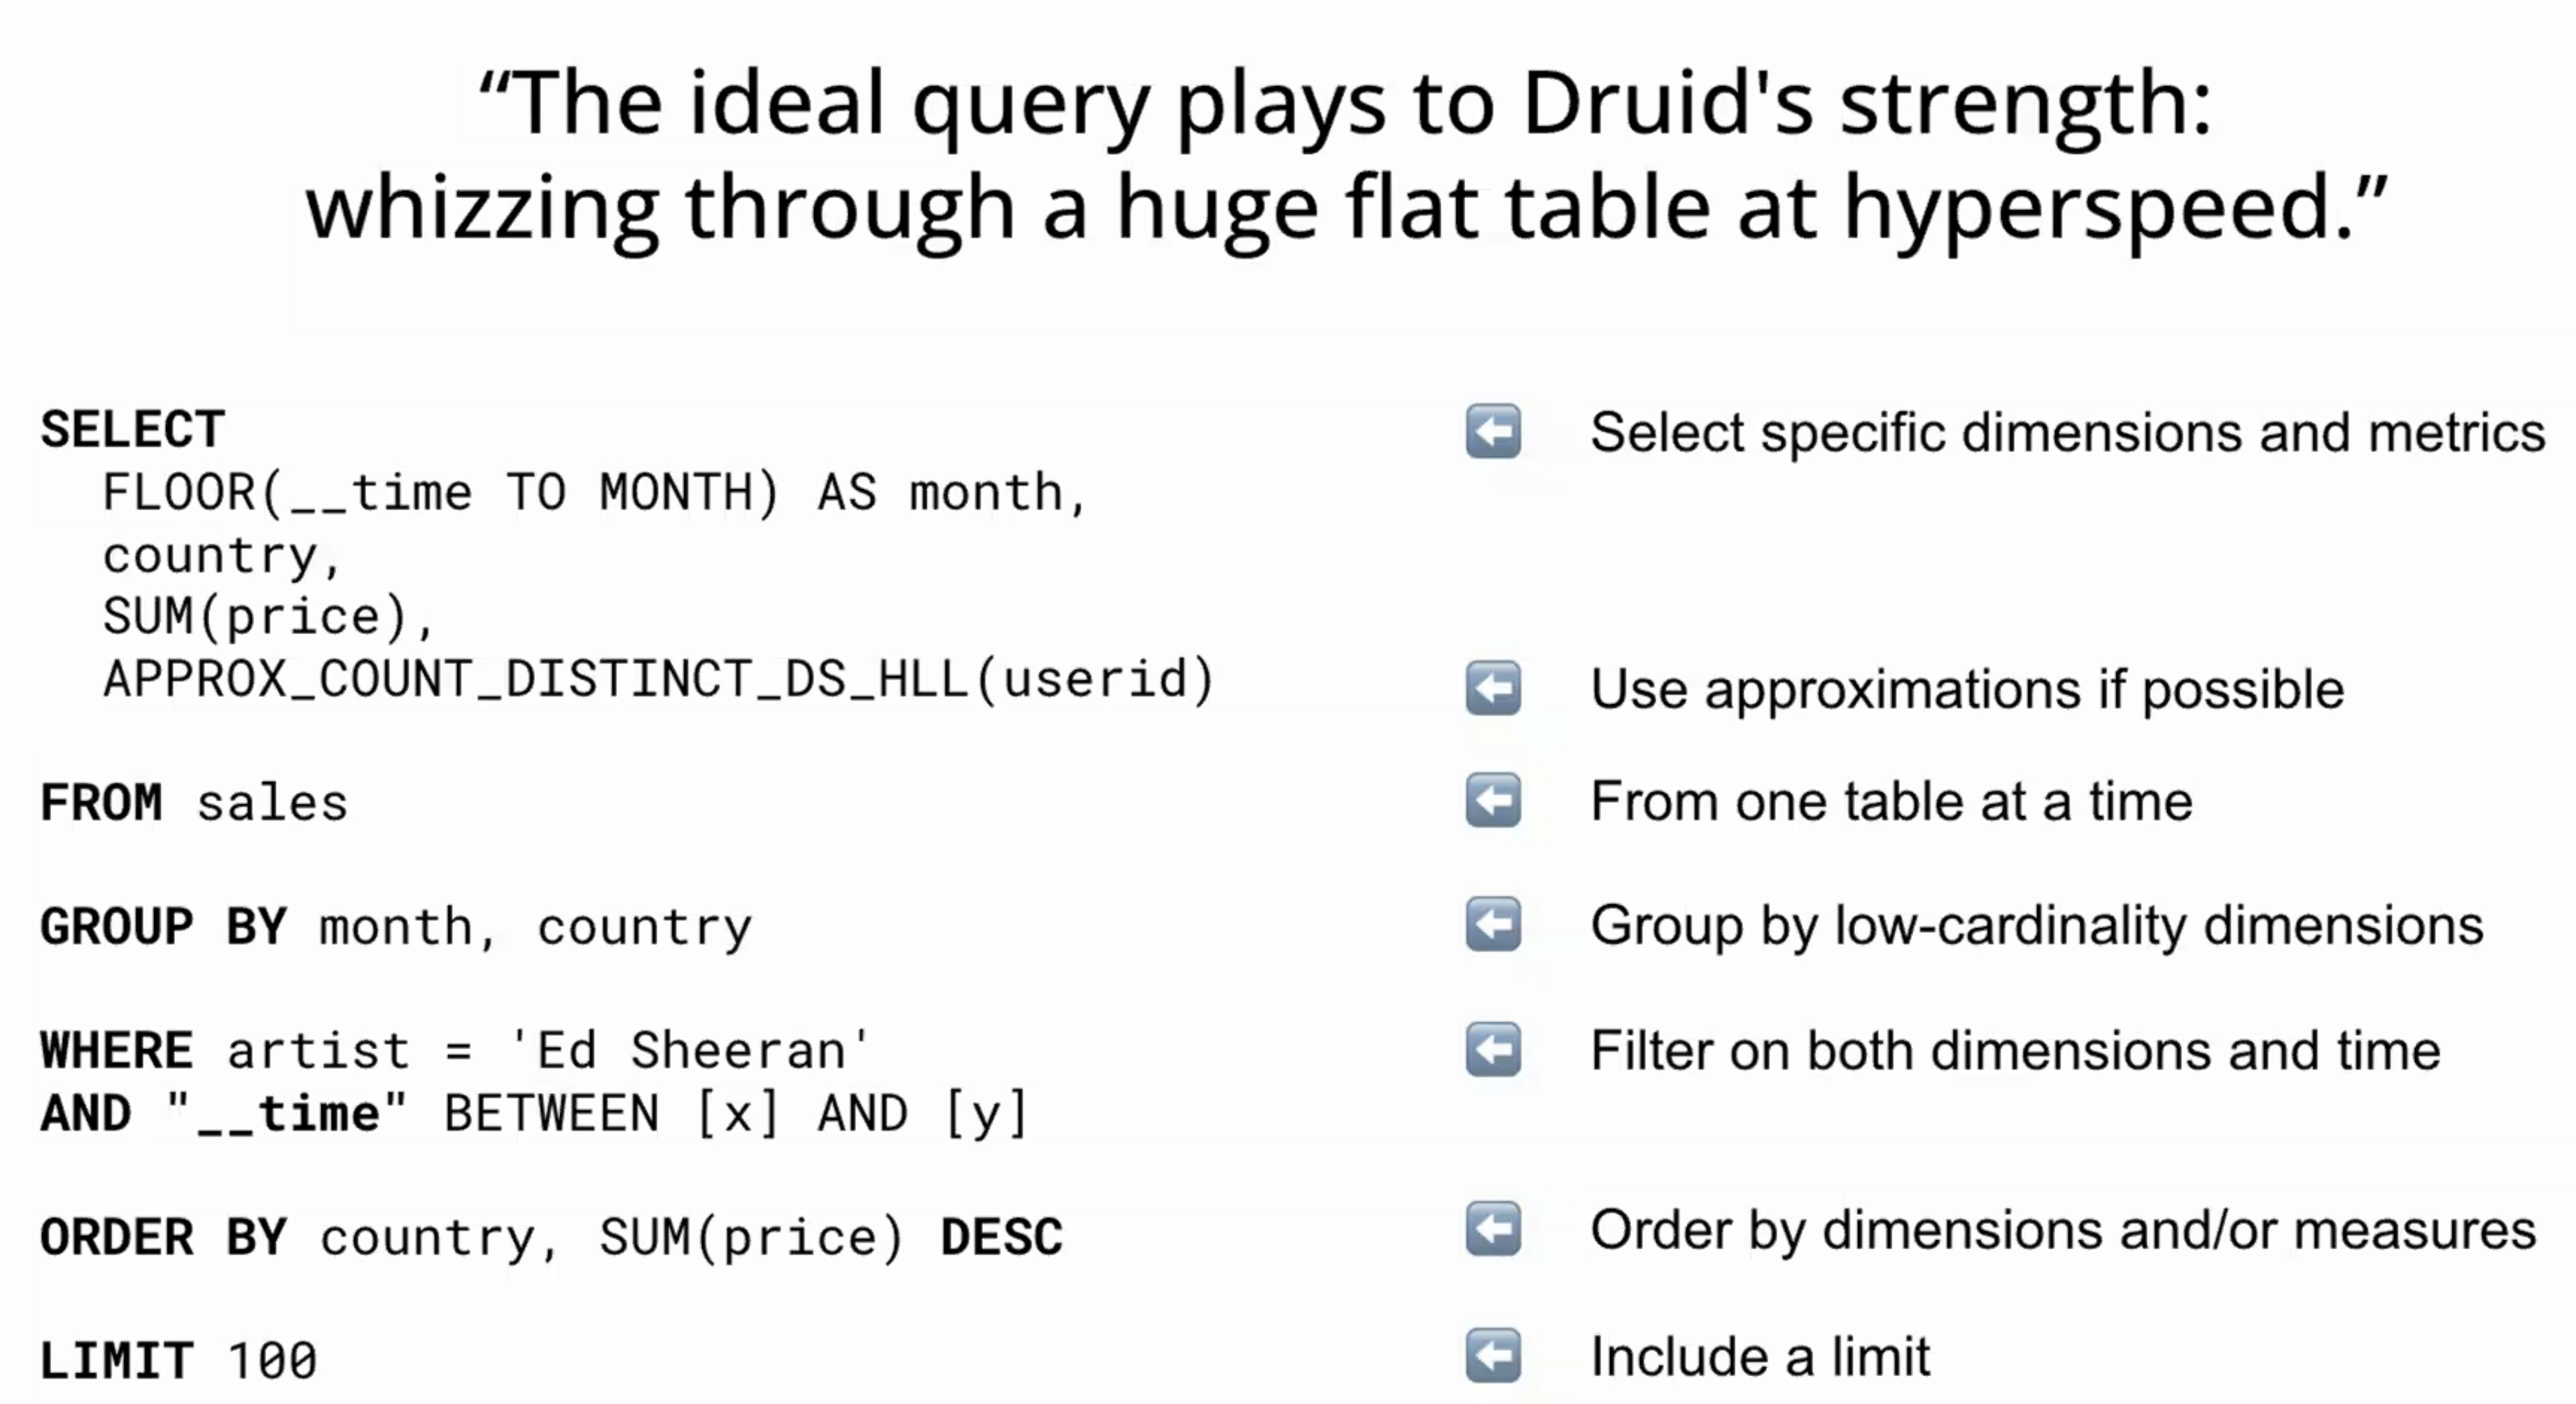 “The ideal query plays to Druid's strength:
whizzing through a huge flat table at hyperspeed.”
SELECT
Select specific dimensions and metrics
FLOOR(__time TO MONTH) AS month,
country,
SUM(price),
APPROX_COUNT_DISTINCT_DS_HLL(userid)
Use approximations if possible
FROM sales
From one table at a time
GROUP BY month, country
Group by low-cardinality dimensions
WHERE artist = 'Ed Sheeran'
Filter on both dimensions and time
AND "__time" BETWEEN [x] AND [y]
ORDER BY country, SUM(price) DESC
Order by dimensions and/or measures
LIMIT 100
Include a limit